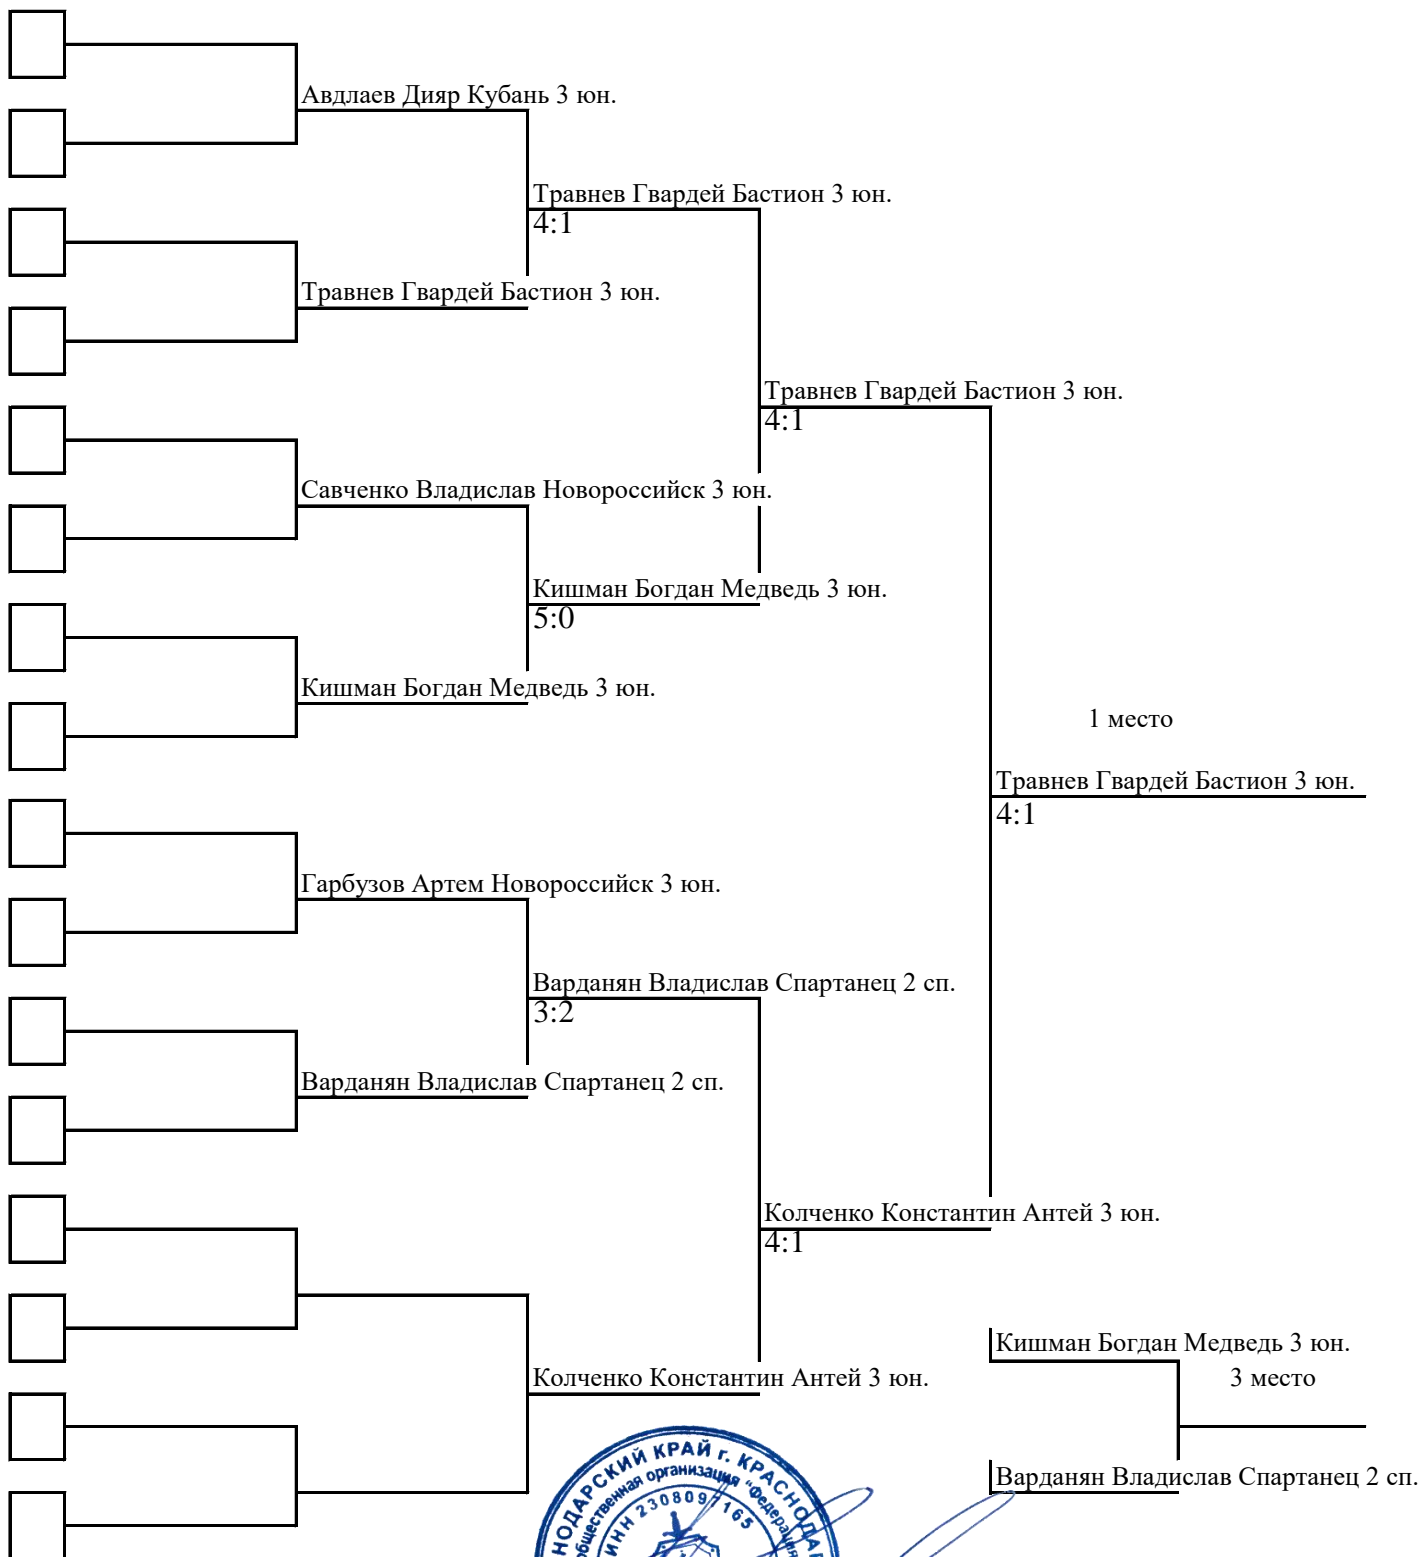 Авдлаев Дияр Кубань 3 юн.
Травнев Гвардей Бастион 3 юн.
4:1
Травнев Гвардей Бастион 3 юн.
Травнев Гвардей Бастион 3 юн.
4:1
Савченко Владислав Новороссийск 3 юн.
Кишман Богдан Медведь 3 юн.
5:0
Кишман Богдан Медведь 3 юн.
1 место
Травнев Гвардей Бастион 3 юн.
4:1
Гарбузов Артем Новороссийск 3 юн.
Варданян Владислав Спартанец 2 сп.
3:2
Варданян Владислав Спартанец 2 сп.
Колченко Константин Антей 3 юн.
4:1
Кишман Богдан Медведь 3 юн.
3 место
Колченко Константин Антей 3 юн.
Варданян Владислав Спартанец 2 сп.
КРАЙ г.
общественная организация "Федерация
ИНН 2308097165